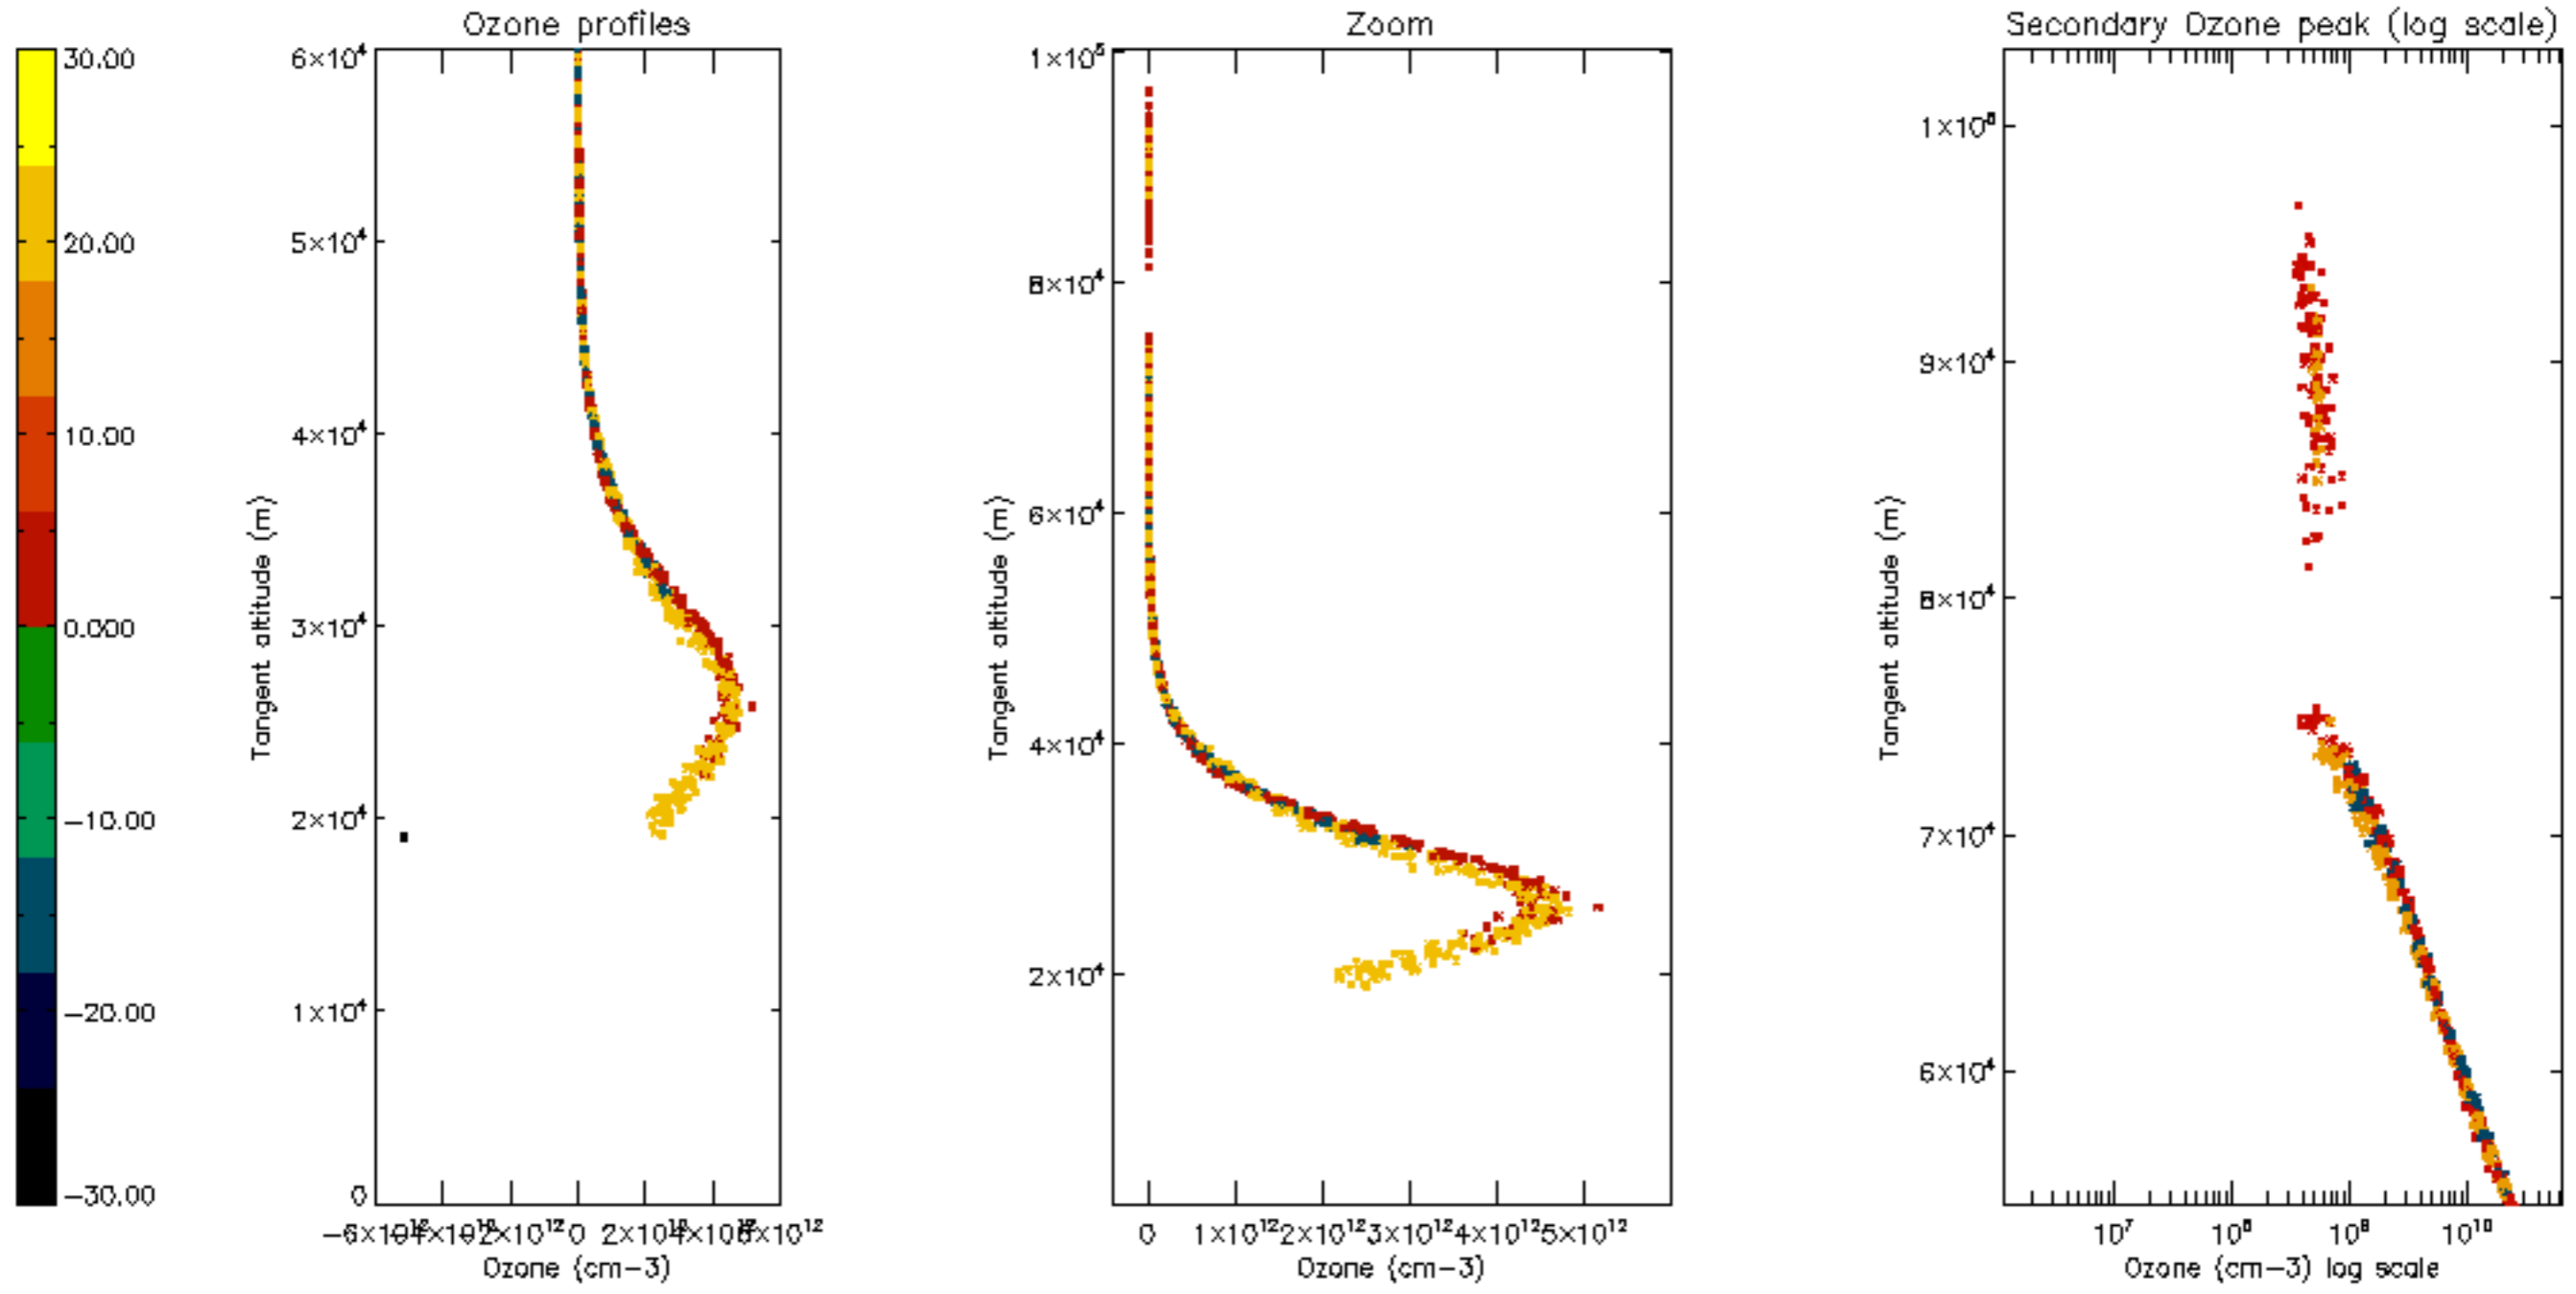 Ozone profiles
Zoom
Secondary Ozone peak (log scale)
30.00
20.00
10.00
0.000
-10.00
-20.00
-30.00
6×10⁴
5×10⁴
4×10⁴
3×10⁴
2×10⁴
1×10⁴
0
Tangent altitude (m)
0
Ozone (cm-3)
1×10⁵
8×10⁴
6×10⁴
4×10⁴
2×10⁴
Tangent altitude (m)
0 1×10¹² 2×10¹² 3×10¹² 4×10¹² 5×10¹²
Ozone (cm-3)
1×10⁵
9×10⁴
8×10⁴
7×10⁴
6×10⁴
Tangent altitude (m)
10⁷ 10⁸ 10⁹ 10¹⁰
Ozone (cm-3) log scale